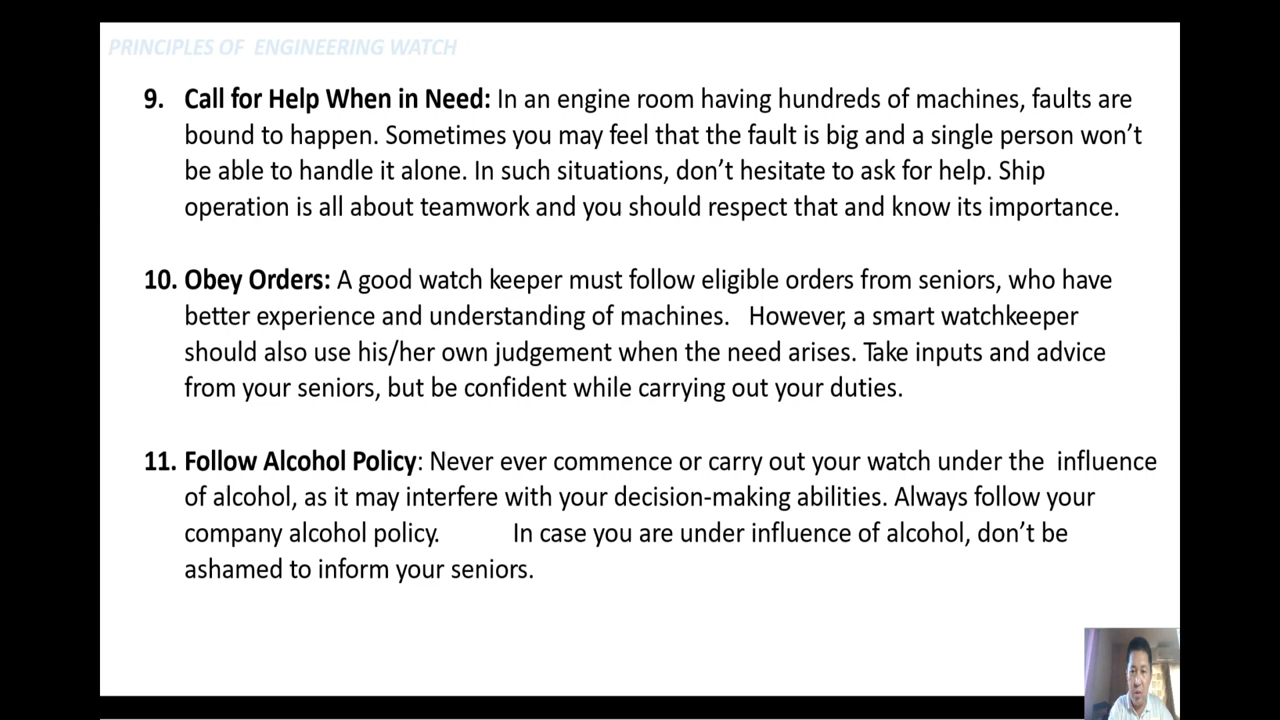 PRINCIPLES OF ENGINEERING WATCH
9. Call for Help When in Need: In an engine room having hundreds of machines, faults are
bound to happen. Sometimes you may feel that the fault is big and a single person won’t
be able to handle it alone. In such situations, don’t hesitate to ask for help. Ship
operation is all about teamwork and you should respect that and know its importance.
10. Obey Orders: A good watch keeper must follow eligible orders from seniors, who have
better experience and understanding of machines. However, a smart watchkeeper
should also use his/her own judgement when the need arises. Take inputs and advice
from your seniors, but be confident while carrying out your duties.
11. Follow Alcohol Policy: Never ever commence or carry out your watch under the influence
of alcohol, as it may interfere with your decision-making abilities. Always follow your
company alcohol policy. In case you are under influence of alcohol, don’t be
ashamed to inform your seniors.